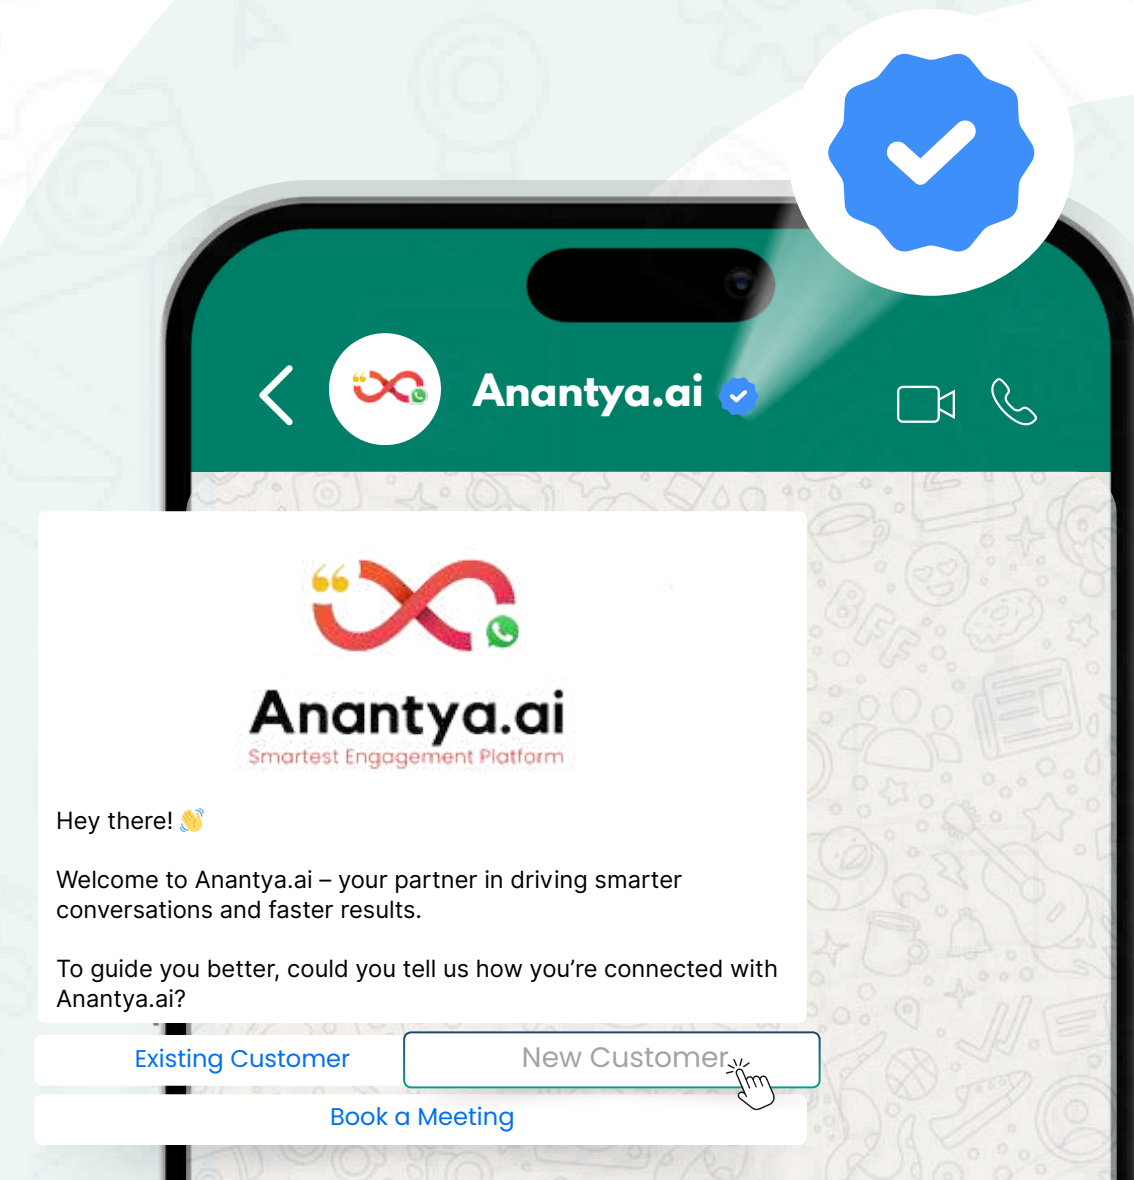 Anantya.ai
Anantya.ai
Smartest Engagement Platform
Hey there! 👋
Welcome to Anantya.ai – your partner in driving smarter
conversations and faster results.
To guide you better, could you tell us how you’re connected with
Anantya.ai?
Existing Customer
New Customer
Book a Meeting
BFF